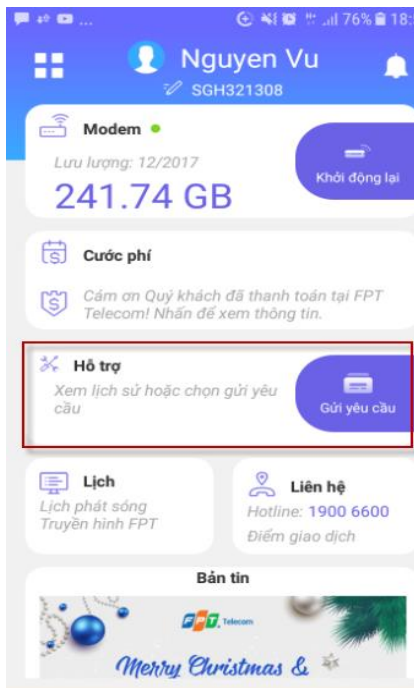 ... 76% 18:
Nguyen Vu
SGH321308
Modem
Lưu lượng: 12/2017
241.74 GB
Khởi động lại
Cước phí
Cám ơn Quý khách đã thanh toán tại FPT
Telecom! Nhấn để xem thông tin.
Hỗ trợ
Xem lịch sử hoặc chọn gửi yêu
cầu
Gửi yêu cầu
Lịch
Lịch phát sóng
Truyền hình FPT
Liên hệ
Hotline: 1900 6600
Điểm giao dịch
Bản tin
FPT Telecom
Merry Christmas &